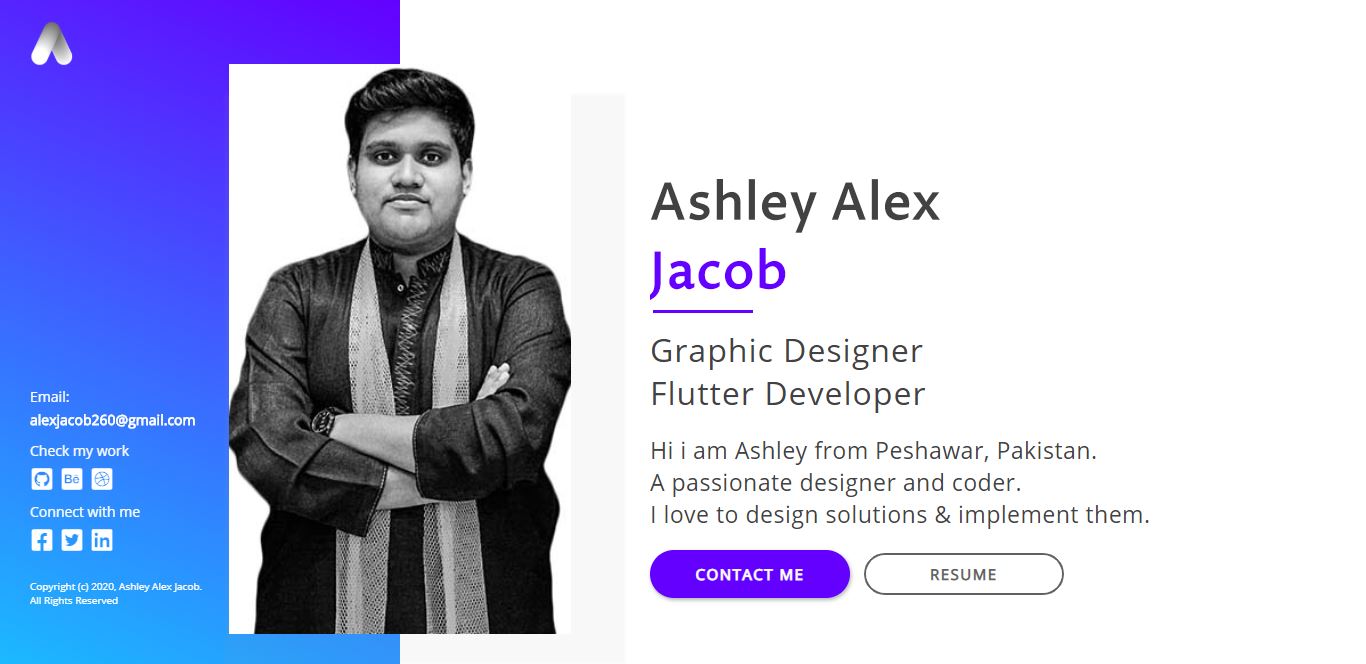 Email:
alexjacob260@gmail.com
Check my work
Bē
Connect with me
Copyright (c) 2020, Ashley Alex Jacob.
All Rights Reserved
Ashley Alex
Jacob
Graphic Designer
Flutter Developer
Hi i am Ashley from Peshawar, Pakistan.
A passionate designer and coder.
I love to design solutions & implement them.
CONTACT ME
RESUME